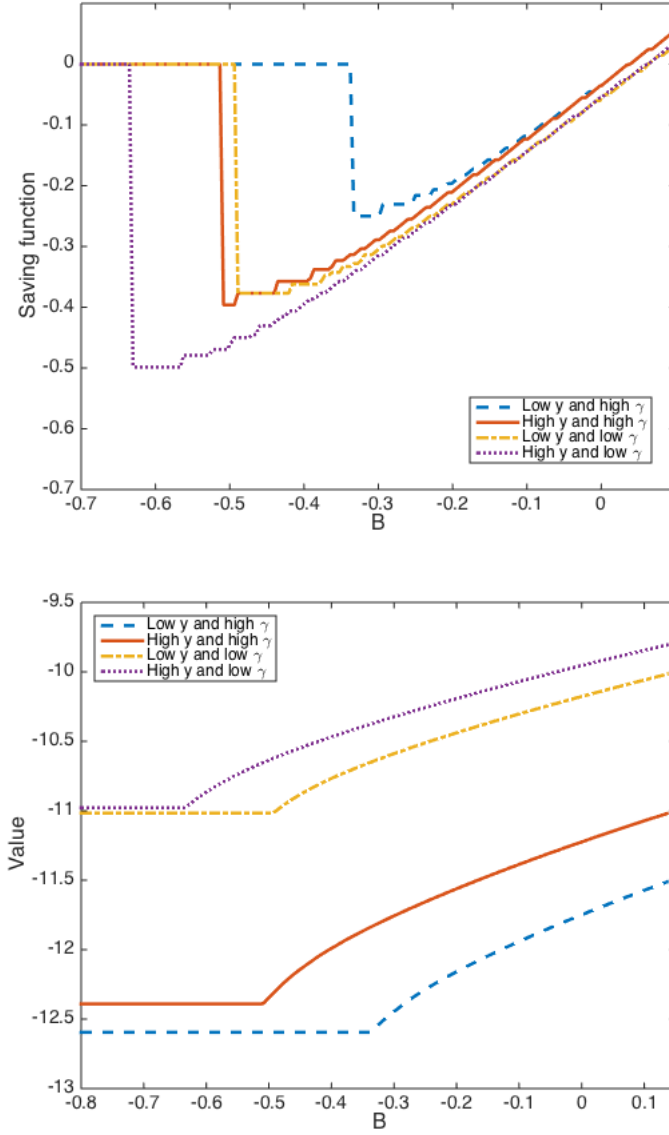 0
-0.1
-0.2
-0.3
-0.4
-0.5
-0.6
-0.7
Saving function
Low y and high γ
High y and high γ
Low y and low γ
High y and low γ
-0.7 -0.6 -0.5 -0.4 -0.3 -0.2 -0.1 0
B
-9.5
-10
-10.5
-11
-11.5
-12
-12.5
-13
Value
Low y and high γ
High y and high γ
Low y and low γ
High y and low γ
-0.8 -0.7 -0.6 -0.5 -0.4 -0.3 -0.2 -0.1 0 0.1
B